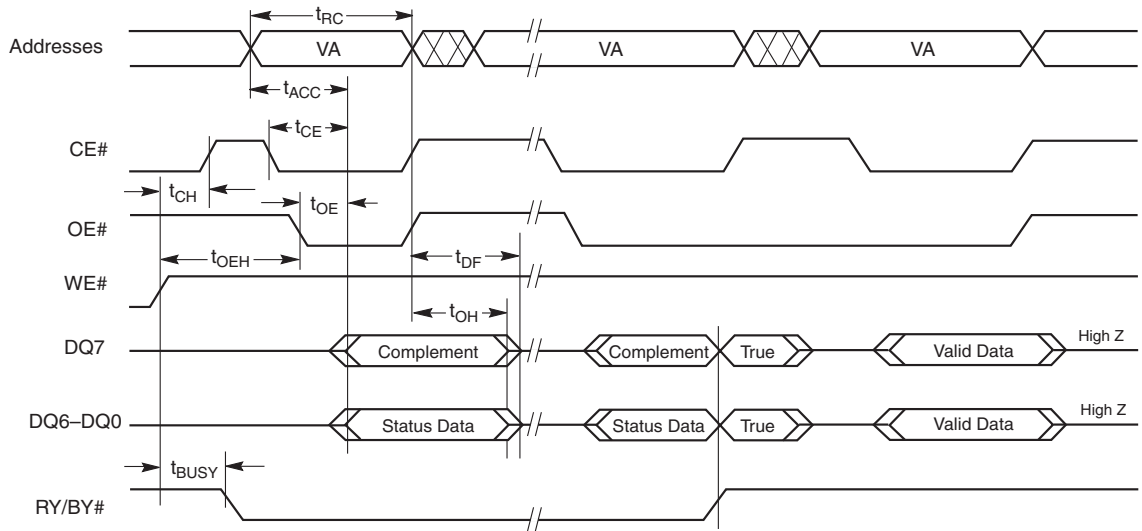 tRC
Addresses VA VA VA
tACC
tCE
CE#
tCH tOE
OE#
tOEH tDF
WE#
tOH
DQ7 Complement Complement True Valid Data High Z
DQ6–DQ0 Status Data Status Data True Valid Data High Z
tBUSY
RY/BY#